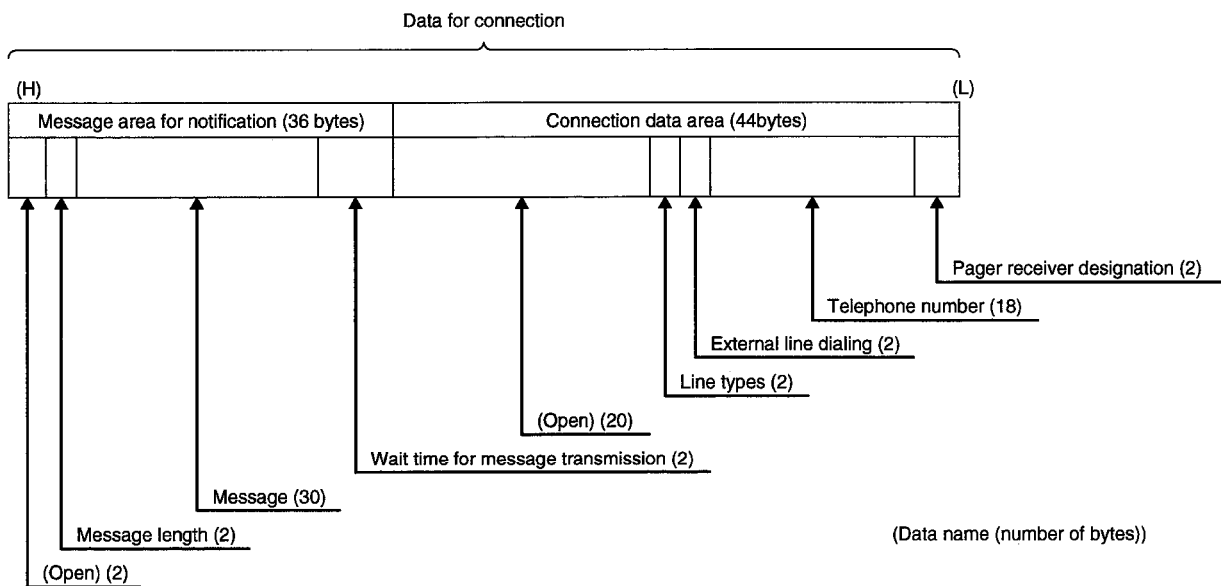 Data for connection
(H)
(L)
Message area for notification (36 bytes)
Connection data area (44bytes)
Pager receiver designation (2)
Telephone number (18)
External line dialing (2)
Line types (2)
(Open) (20)
Wait time for message transmission (2)
Message (30)
Message length (2)
(Data name (number of bytes))
(Open) (2)